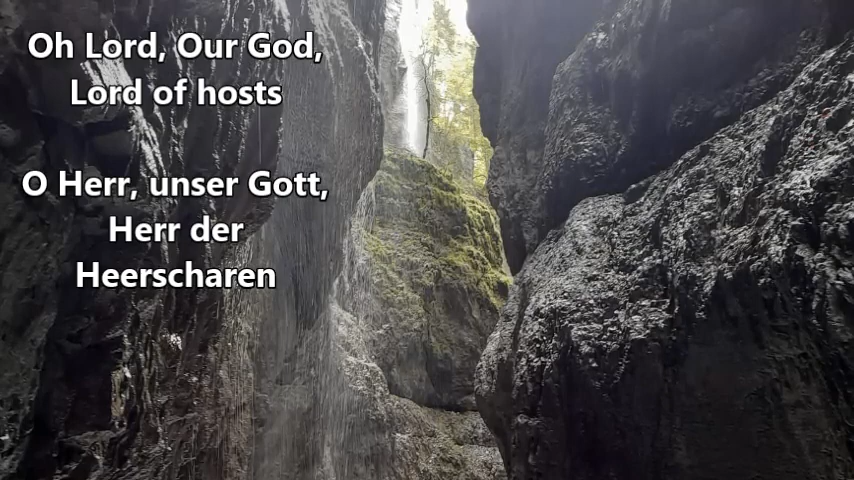 Oh Lord, Our God,
Lord of hosts
O Herr, unser Gott,
Herr der
Heerscharen